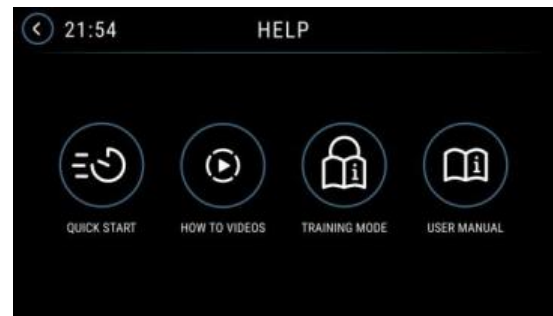 21:54 HELP
QUICK START HOW TO VIDEOS TRAINING MODE USER MANUAL